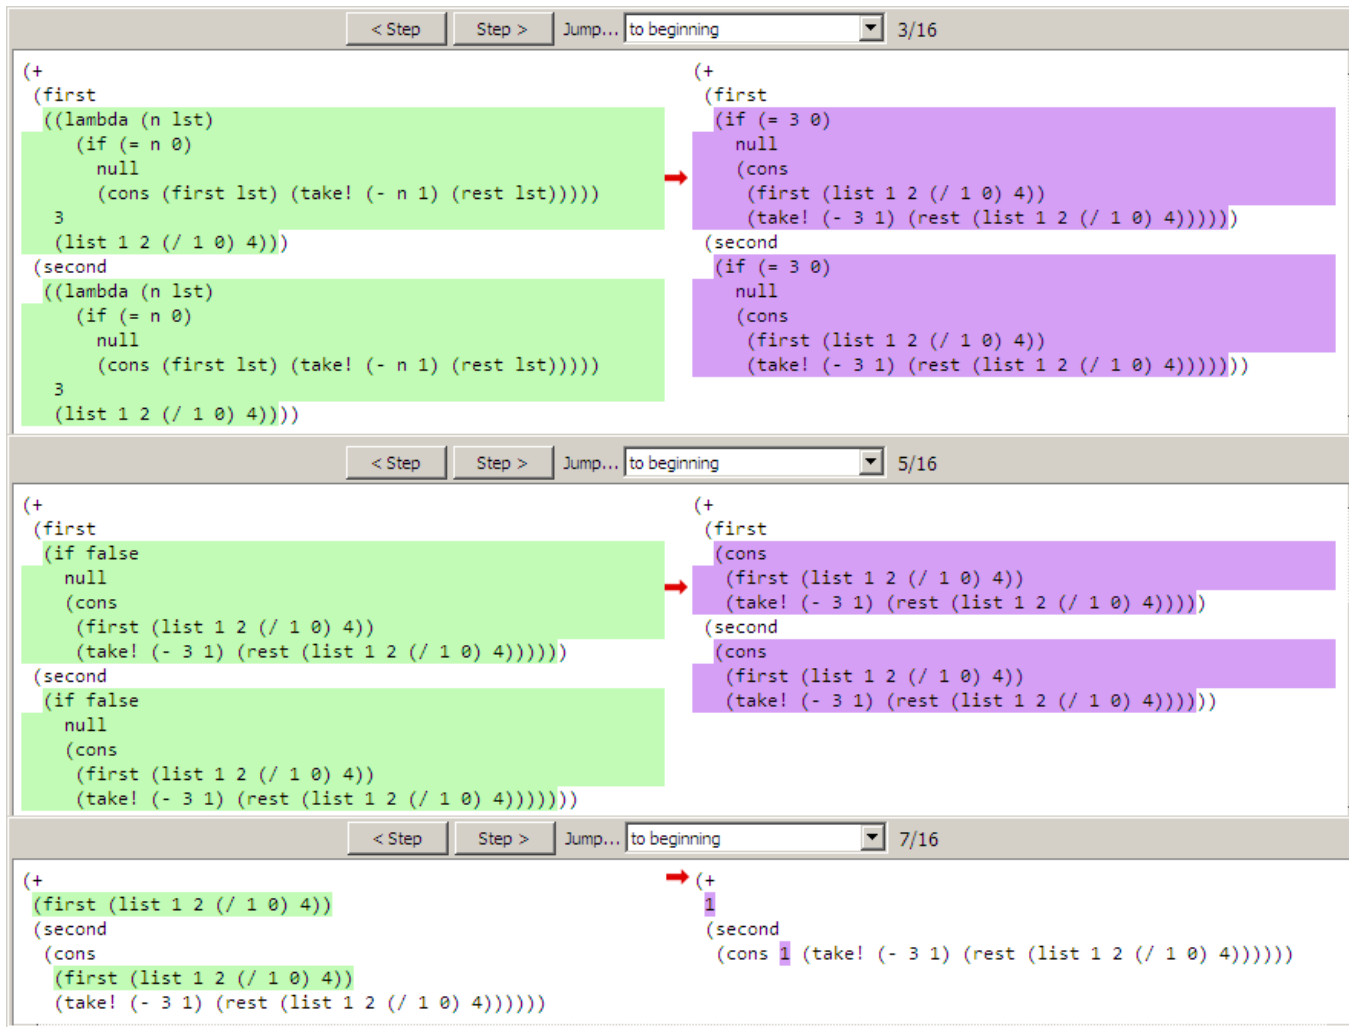 < Step Step > Jump... to beginning 3/16
(+
 (first
  ((lambda (n lst)
     (if (= n 0)
       null
       (cons (first lst) (take! (- n 1) (rest lst)))))
   3
   (list 1 2 (/ 1 0) 4)))
 (second
  ((lambda (n lst)
     (if (= n 0)
       null
       (cons (first lst) (take! (- n 1) (rest lst)))))
   3
   (list 1 2 (/ 1 0) 4))))
(+
 (first
  (if (= 3 0)
    null
    (cons
     (first (list 1 2 (/ 1 0) 4))
     (take! (- 3 1) (rest (list 1 2 (/ 1 0) 4))))))
 (second
  (if (= 3 0)
    null
    (cons
     (first (list 1 2 (/ 1 0) 4))
     (take! (- 3 1) (rest (list 1 2 (/ 1 0) 4)))))))
< Step Step > Jump... to beginning 5/16
(+
 (first
  (if false
    null
    (cons
     (first (list 1 2 (/ 1 0) 4))
     (take! (- 3 1) (rest (list 1 2 (/ 1 0) 4))))))
 (second
  (if false
    null
    (cons
     (first (list 1 2 (/ 1 0) 4))
     (take! (- 3 1) (rest (list 1 2 (/ 1 0) 4)))))))
(+
 (first
  (cons
   (first (list 1 2 (/ 1 0) 4))
   (take! (- 3 1) (rest (list 1 2 (/ 1 0) 4)))))
 (second
  (cons
   (first (list 1 2 (/ 1 0) 4))
   (take! (- 3 1) (rest (list 1 2 (/ 1 0) 4))))))
< Step Step > Jump... to beginning 7/16
(+
 (first (list 1 2 (/ 1 0) 4))
 (second
  (cons
   (first (list 1 2 (/ 1 0) 4))
   (take! (- 3 1) (rest (list 1 2 (/ 1 0) 4))))))
(+
 1
 (second
  (cons 1 (take! (- 3 1) (rest (list 1 2 (/ 1 0) 4))))))